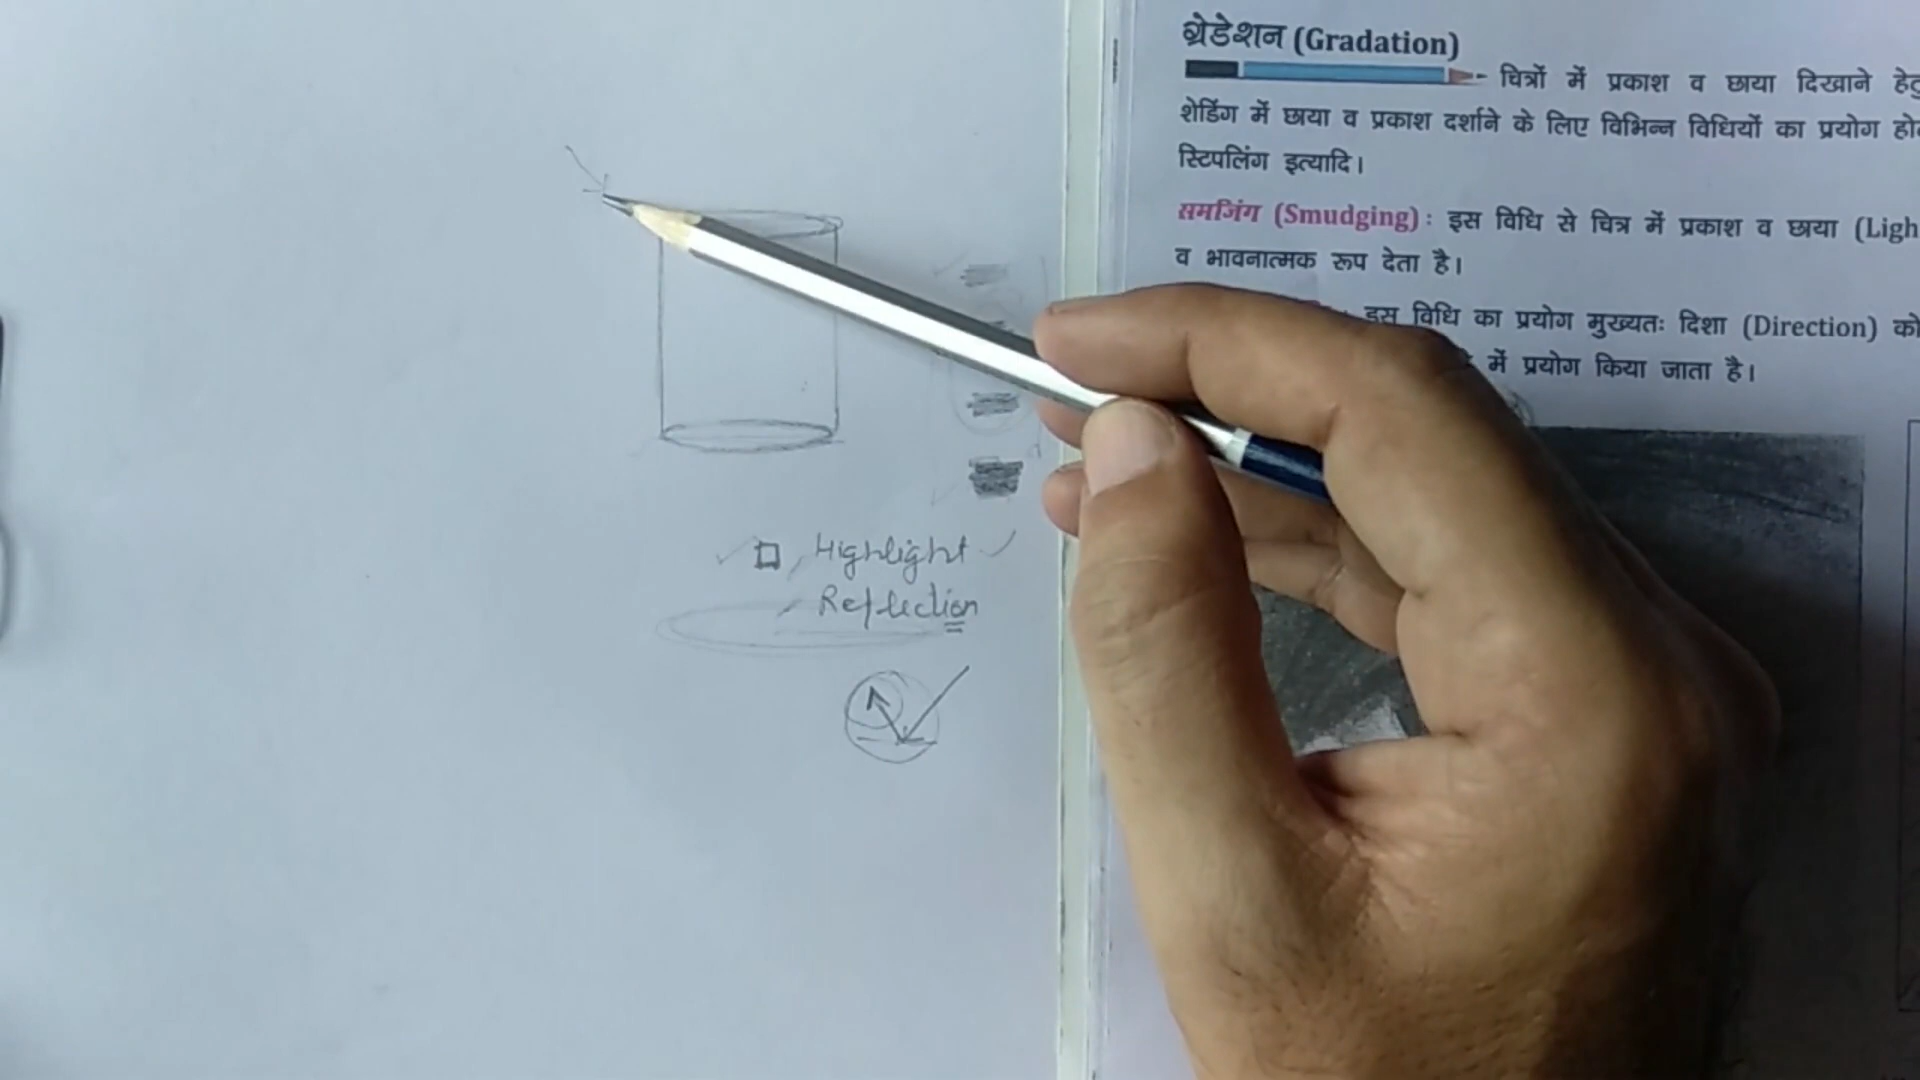 ग्रेडेशन (Gradation)
चित्रों में प्रकाश व छाया दिखाने
शेडिंग में छाया व प्रकाश दर्शाने के लिए विभिन्न विधियों का प्रयोग
स्टिपलिंग इत्यादि।
समजिंग (Smudging): इस विधि से चित्र में प्रकाश व छाया (Ligh
व भावनात्मक रूप देता है।
इस विधि का प्रयोग मुख्यतः दिशा (Direction) को
में प्रयोग किया जाता है।
Highlight
Reflection